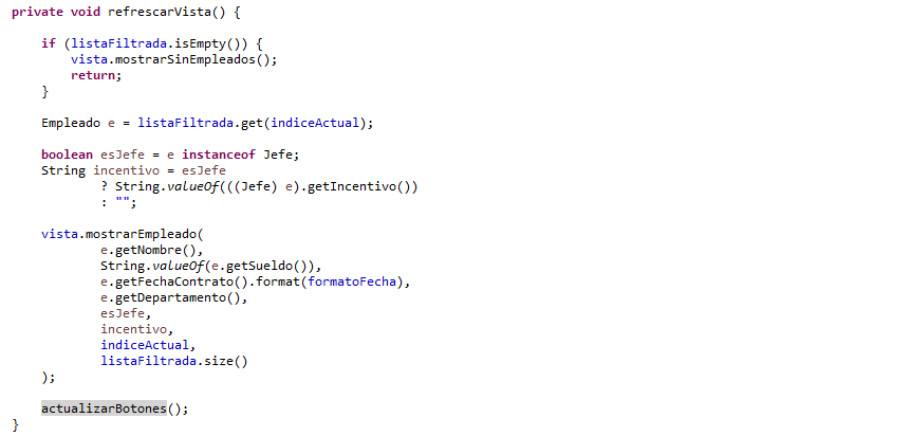 private void refrescarVista() {
if (listaFiltrada.isEmpty()) {
vista.mostrarSinEmpleados();
return;
}
Empleado e = listaFiltrada.get(indiceActual);
boolean esJefe = e instanceof Jefe;
String incentivo = esJefe
? String.valueOf(((Jefe) e).getIncentivo())
: "";
vista.mostrarEmpleado(
e.getNombre(),
String.valueOf(e.getSueldo()),
e.getFechaContrato().format(formatoFecha),
e.getDepartamento(),
esJefe,
incentivo,
indiceActual,
listaFiltrada.size()
);
actualizarBotones();
}